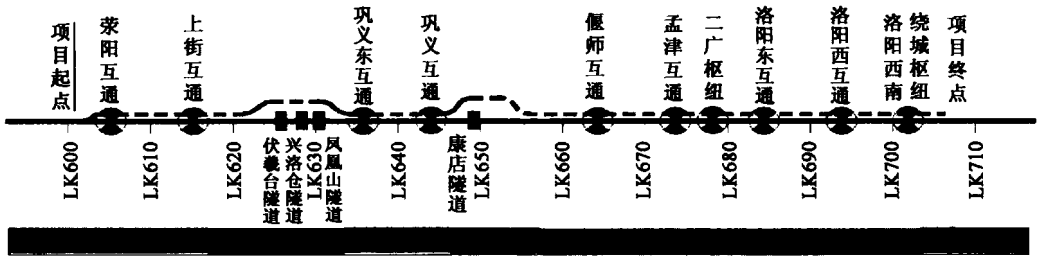 项目起点
荥阳互通
上街互通
巩义东互通
巩义互通
偃师互通
孟津互通
二广枢纽
洛阳东互通
洛阳西互通
洛阳西南
绕城枢纽
项目终点
伏羲台隧道
兴洛仓隧道
凤凰山隧道
康店隧道
LK600
LK610
LK620
LK630
LK640
LK650
LK660
LK670
LK680
LK690
LK700
LK710